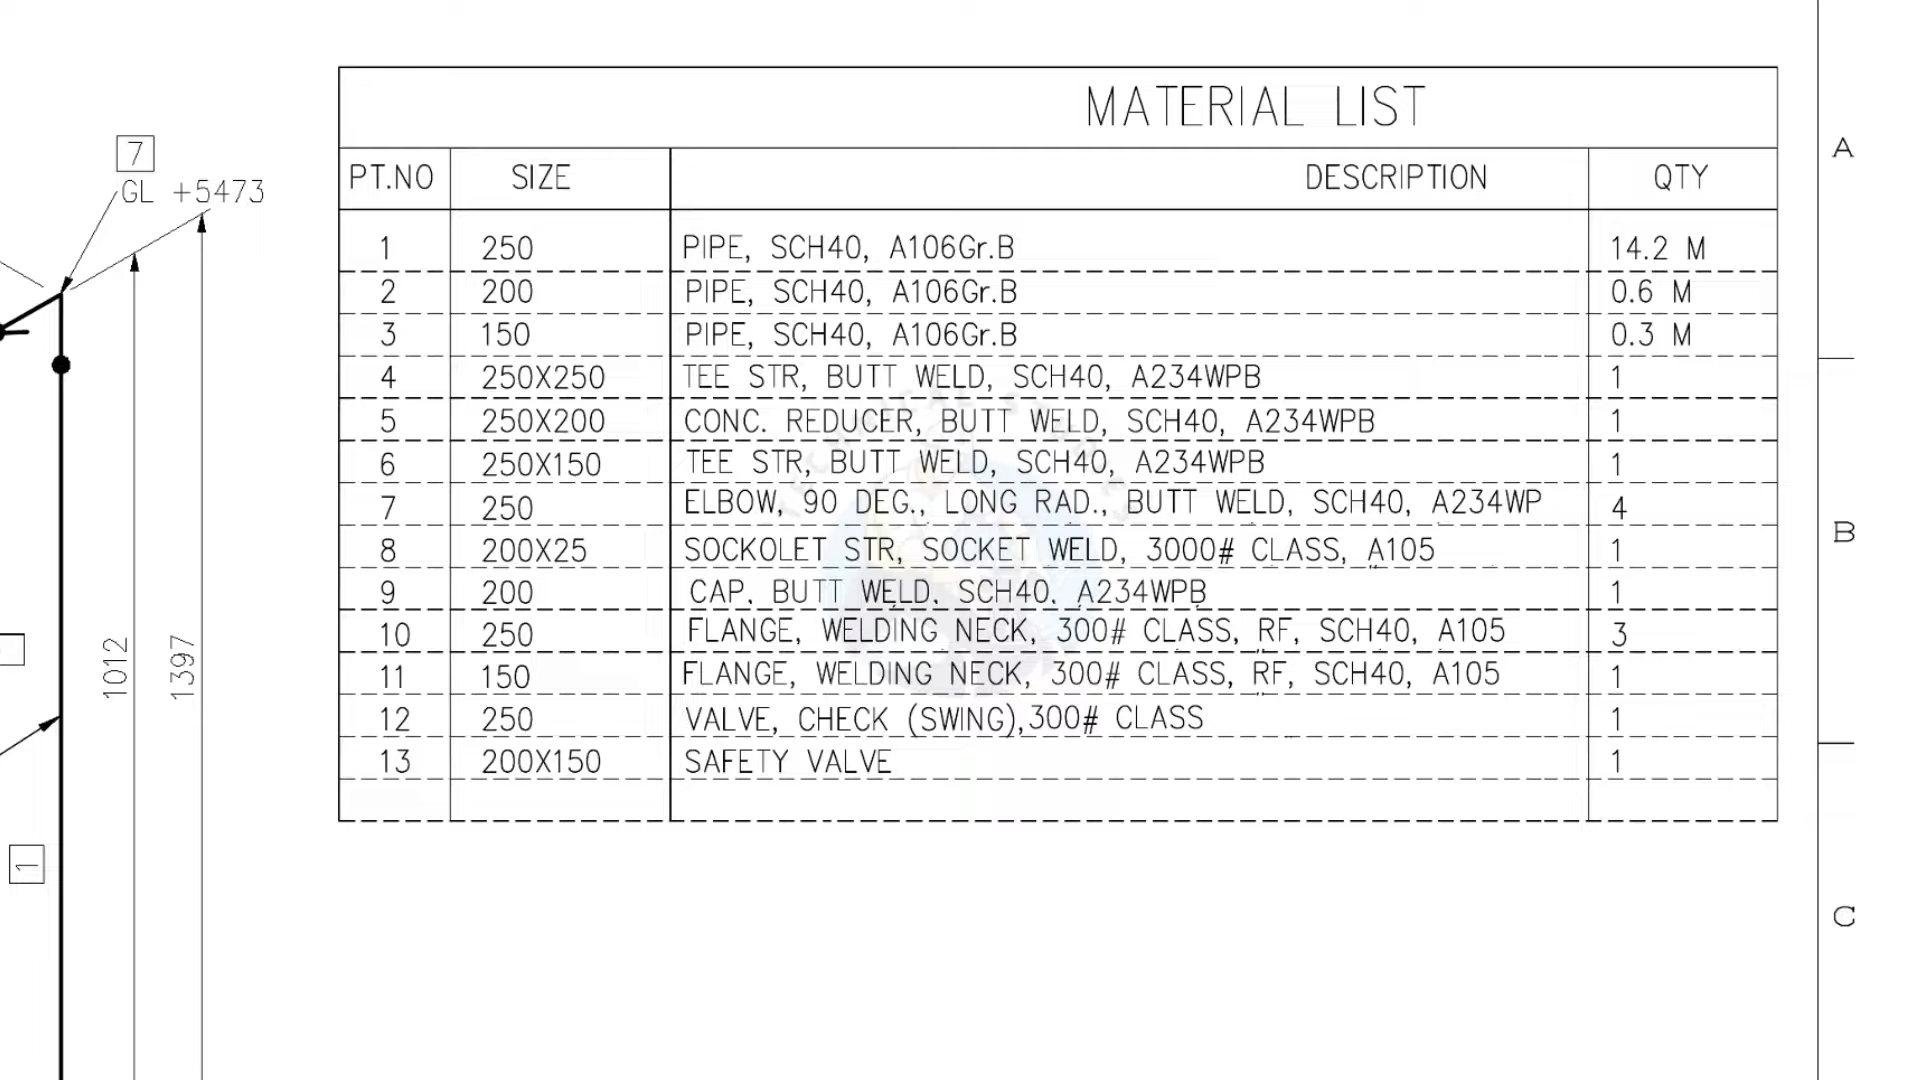 MATERIAL LIST
PT.NO SIZE DESCRIPTION QTY
1 250 PIPE, SCH40, A106Gr.B 14.2 M
2 200 PIPE, SCH40, A106Gr.B 0.6 M
3 150 PIPE, SCH40, A106Gr.B 0.3 M
4 250X250 TEE STR, BUTT WELD, SCH40, A234WPB 1
5 250X200 CONC. REDUCER, BUTT WELD, SCH40, A234WPB 1
6 250X150 TEE STR, BUTT WELD, SCH40, A234WPB 1
7 250 ELBOW, 90 DEG., LONG RAD., BUTT WELD, SCH40, A234WP 4
8 200X25 SOCKOLET STR, SOCKET WELD, 3000# CLASS, A105 1
9 200 CAP, BUTT WELD, SCH40, A234WPB 1
10 250 FLANGE, WELDING NECK, 300# CLASS, RF, SCH40, A105 3
11 150 FLANGE, WELDING NECK, 300# CLASS, RF, SCH40, A105 1
12 250 VALVE, CHECK (SWING),300# CLASS 1
13 200X150 SAFETY VALVE 1
7
GL +5473
1012
1397
1
A
B
C